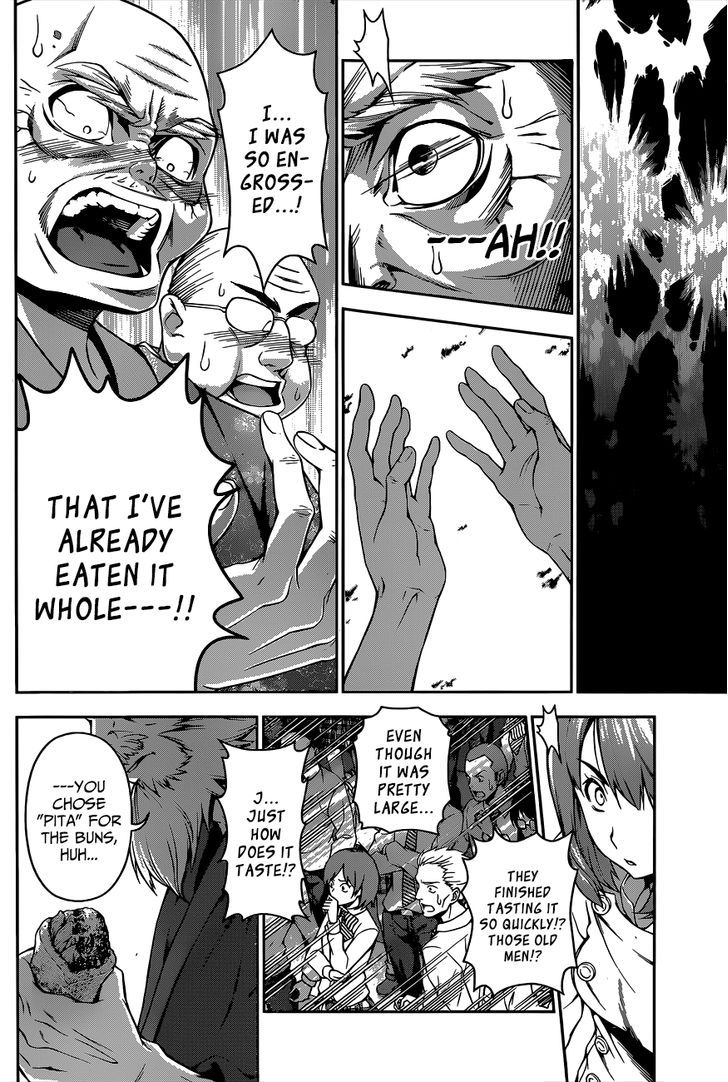 ---AH!!
I...
I WAS
SO EN-
GROSS-
ED...!
THAT I'VE
ALREADY
EATEN IT
WHOLE---!!
EVEN
THOUGH
IT WAS
PRETTY
LARGE...
THEY
FINISHED
TASTING IT
SO QUICKLY!?
THOSE OLD
MEN!?
J...
JUST
HOW
DOES IT
TASTE!?
---YOU
CHOSE
"PITA" FOR
THE BUNS,
HUH...